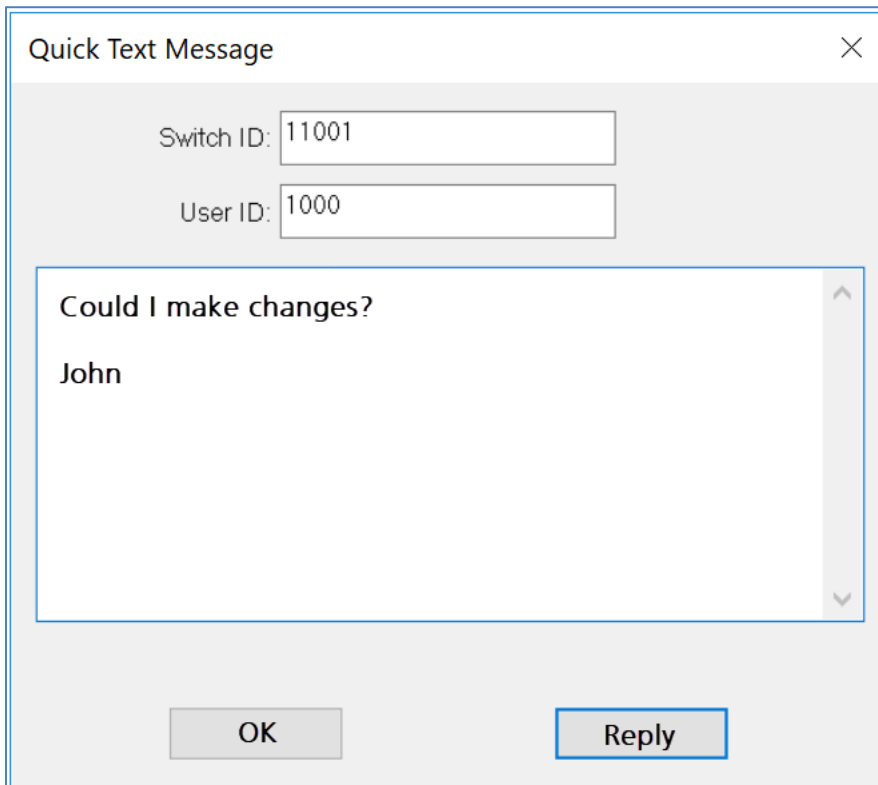 Quick Text Message
Switch ID: 11001
User ID: 1000
Could I make changes?
John
OK Reply